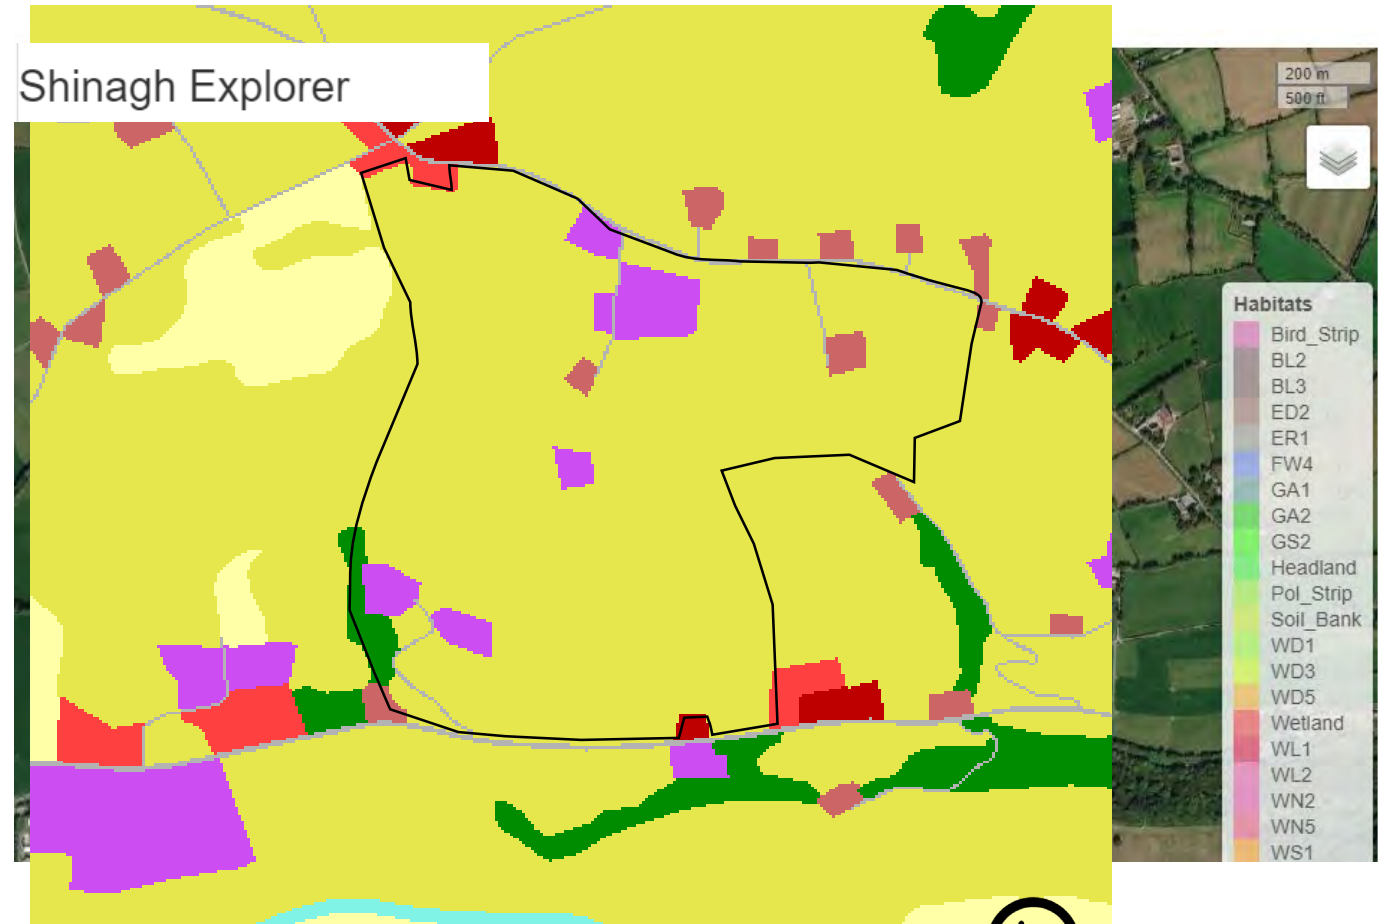 Shinagh Explorer
200 m
500 ft
Habitats
Bird_Strip
BL2
BL3
ED2
ER1
FW4
GA1
GA2
GS2
Headland
Pol_Strip
Soil_Bank
WD1
WD3
WD5
Wetland
WL1
WL2
WN2
WN5
WS1